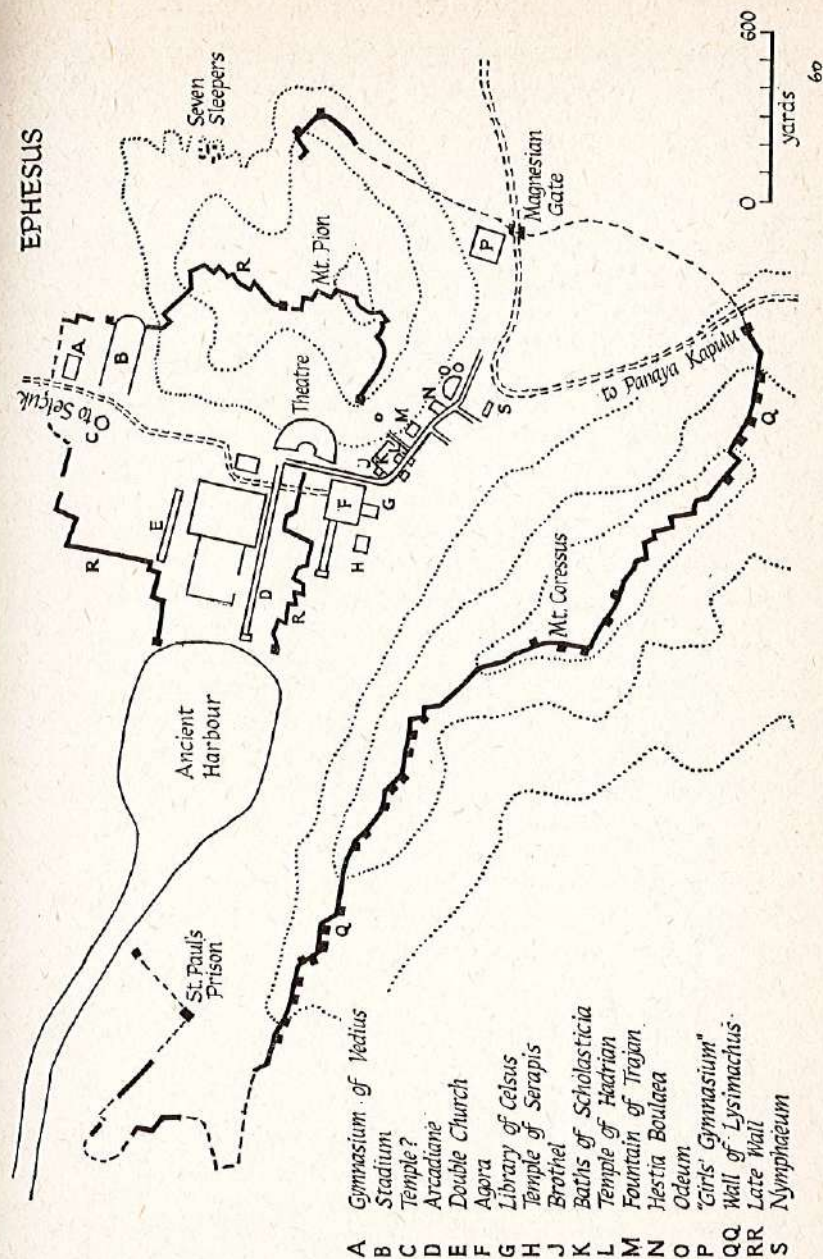 EPHESUS
Seven
Sleepers
to Selçuk
A
B
C
R
R
Mt. Pion
E
Theatre
D
R
Ancient
Harbour
J
K
L
M
F
G
H
N
O
O
S
P
Magnesian
Gate
to Panaya Kapulu
Mt. Coressus
Q
Q
St. Paul's
Prison
0 600
yards
60
A Gymnasium of Vedius
B Stadium
C Temple?
D Arcadiane
E Double Church
F Agora
G Library of Celsus
H Temple of Serapis
J Brothel
K Baths of Scholasticia
L Temple of Hadrian
M Fountain of Trajan
N Hestia Boulaea
O Odeum
P "Girls' Gymnasium"
QQ Wall of Lysimachus
RR Late Wall
S Nymphaeum